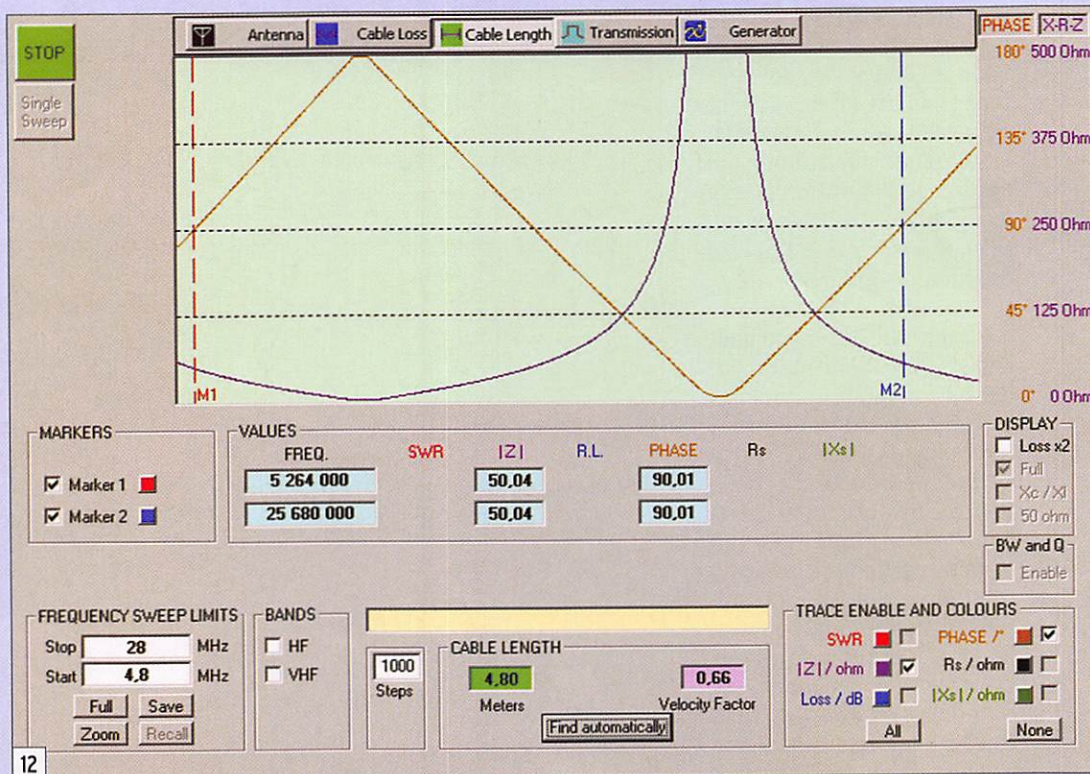 STOP
Single
Sweep
Antenna Cable Loss Cable Length Transmission Generator
PHASE X-R-Z
180° 500 Ohm
135° 375 Ohm
90° 250 Ohm
45° 125 Ohm
0° 0 Ohm
M1
M2
MARKERS
Marker 1
Marker 2
VALUES
FREQ. SWR |Z| R.L. PHASE Rs |Xs|
5 264 000 50,04 90,01
25 680 000 50,04 90,01
DISPLAY
Loss x2
Full
Xc / Xl
50 ohm
BW and Q
Enable
FREQUENCY SWEEP LIMITS
Stop 28 MHz
Start 4,8 MHz
Full Save
Zoom Recall
BANDS
HF
VHF
1000
Steps
CABLE LENGTH
4,80 0,66
Meters Velocity Factor
Find automatically
TRACE ENABLE AND COLOURS
SWR PHASE /°
|Z| / ohm Rs / ohm
Loss / dB |Xs| / ohm
All None
12